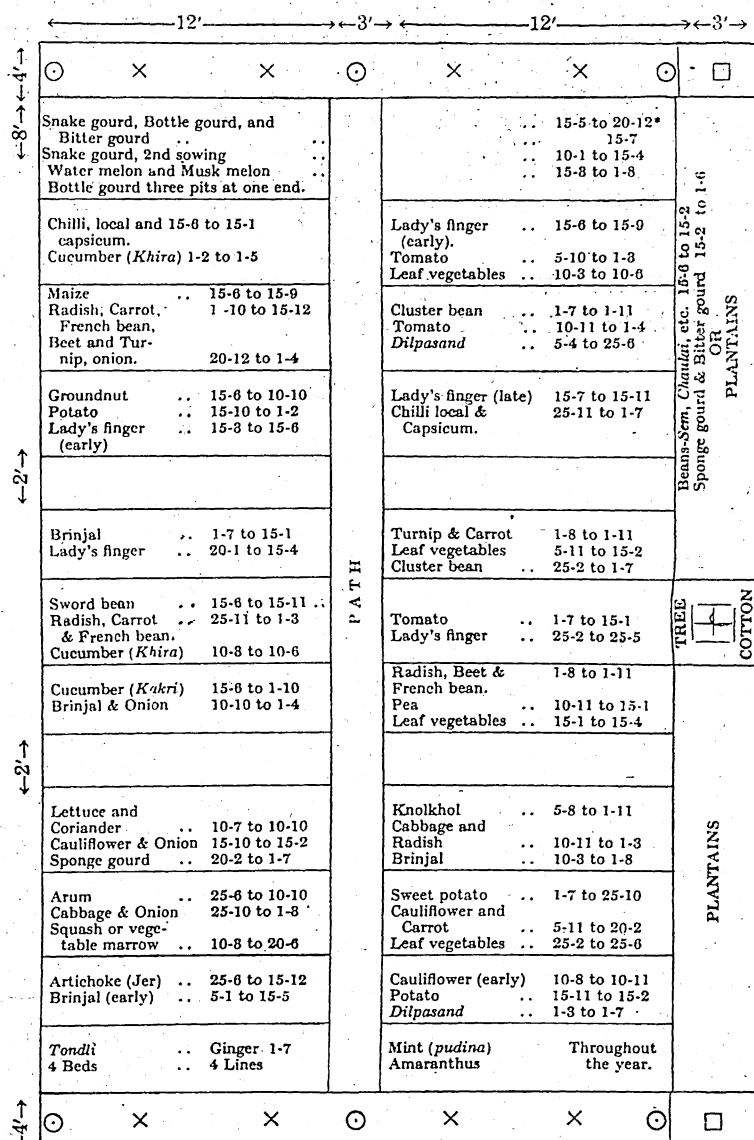 12′ 3′ 12′ 3′
4′
8′
Snake gourd, Bottle gourd, and
Bitter gourd .. .. .. 15-5 to 20-12*
Snake gourd, 2nd sowing .. ... 15-7
Water melon and Musk melon .. .. 10-1 to 15-4
Bottle gourd three pits at one end. .. 15-8 to 1-8
Chilli, local and 15-6 to 15-1
capsicum.
Cucumber (Khira) 1-2 to 1-5
Lady's finger .. 15-6 to 15-9
(early).
Tomato .. 5-10 to 1-3
Leaf vegetables .. 10-3 to 10-6
Maize .. 15-6 to 15-9
Radish, Carrot, 1-10 to 15-12
French bean,
Beet and Tur-
nip, onion. 20-12 to 1-4
Cluster bean .. 1-7 to 1-11
Tomato .. 10-11 to 1-4
Dilpasand .. 5-4 to 25-6
Groundnut .. 15-6 to 10-10
Potato .. 15-10 to 1-2
Lady's finger .. 15-3 to 15-6
(early)
Lady's finger (late) 15-7 to 15-11
Chilli local & 25-11 to 1-7
Capsicum.
2′
Brinjal .. 1-7 to 15-1
Lady's finger .. 20-1 to 15-4
Turnip & Carrot 1-8 to 1-11
Leaf vegetables 5-11 to 15-2
Cluster bean .. 25-2 to 1-7
Sword bean .. 15-6 to 15-11 ..
Radish, Carrot .. 25-11 to 1-3
& French bean.
Cucumber (Khira) 10-3 to 10-6
Tomato .. 1-7 to 15-1
Lady's finger .. 25-2 to 25-5
Cucumber (Kakri) 15-6 to 1-10
Brinjal & Onion 10-10 to 1-4
Radish, Beet & 1-8 to 1-11
French bean.
Pea .. 10-11 to 15-1
Leaf vegetables .. 15-1 to 15-4
2′
Lettuce and
Coriander .. 10-7 to 10-10
Cauliflower & Onion 15-10 to 15-2
Sponge gourd .. 20-2 to 1-7
Knolkhol .. 5-8 to 1-11
Cabbage and
Radish .. 10-11 to 1-3
Brinjal .. 10-3 to 1-8
Arum .. 25-6 to 10-10
Cabbage & Onion 25-10 to 1-3
Squash or vege-
table marrow .. 10-3 to 20-6
Sweet potato .. 1-7 to 25-10
Cauliflower and
Carrot .. 5-11 to 20-2
Leaf vegetables .. 25-2 to 25-6
Artichoke (Jer) .. 25-6 to 15-12
Brinjal (early) .. 5-1 to 15-5
Cauliflower (early) 10-8 to 10-11
Potato .. 15-11 to 15-2
Dilpasand .. 1-3 to 1-7
Tondli .. Ginger 1-7
4 Beds .. 4 Lines
Mint (pudina) Throughout
Amaranthus the year.
4′
PATH
Beans-Sem, Chaulai, etc. 15-6 to 15-2
Sponge gourd & Bitter gourd 15-2 to 1-6
OR
PLANTAINS
TREE
COTTON
PLANTAINS